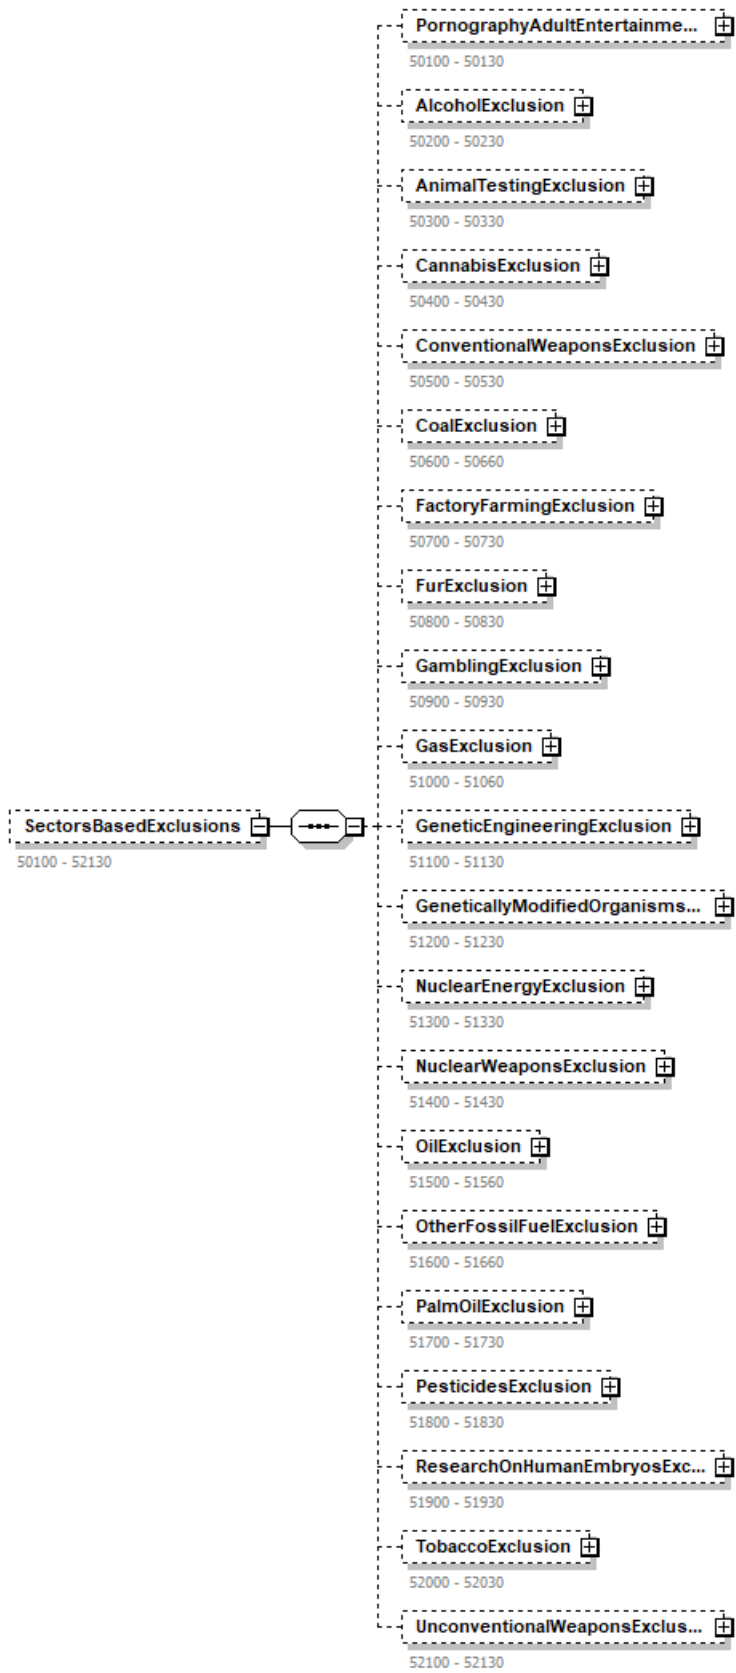 PornographyAdultEntertainme...
50100 - 50130
AlcoholExclusion
50200 - 50230
AnimalTestingExclusion
50300 - 50330
CannabisExclusion
50400 - 50430
ConventionalWeaponsExclusion
50500 - 50530
CoalExclusion
50600 - 50660
FactoryFarmingExclusion
50700 - 50730
FurExclusion
50800 - 50830
GamblingExclusion
50900 - 50930
GasExclusion
51000 - 51060
SectorsBasedExclusions
50100 - 52130
GeneticEngineeringExclusion
51100 - 51130
GeneticallyModifiedOrganisms...
51200 - 51230
NuclearEnergyExclusion
51300 - 51330
NuclearWeaponsExclusion
51400 - 51430
OilExclusion
51500 - 51560
OtherFossilFuelExclusion
51600 - 51660
PalmOilExclusion
51700 - 51730
PesticidesExclusion
51800 - 51830
ResearchOnHumanEmbryosExc...
51900 - 51930
TobaccoExclusion
52000 - 52030
UnconventionalWeaponsExclus...
52100 - 52130